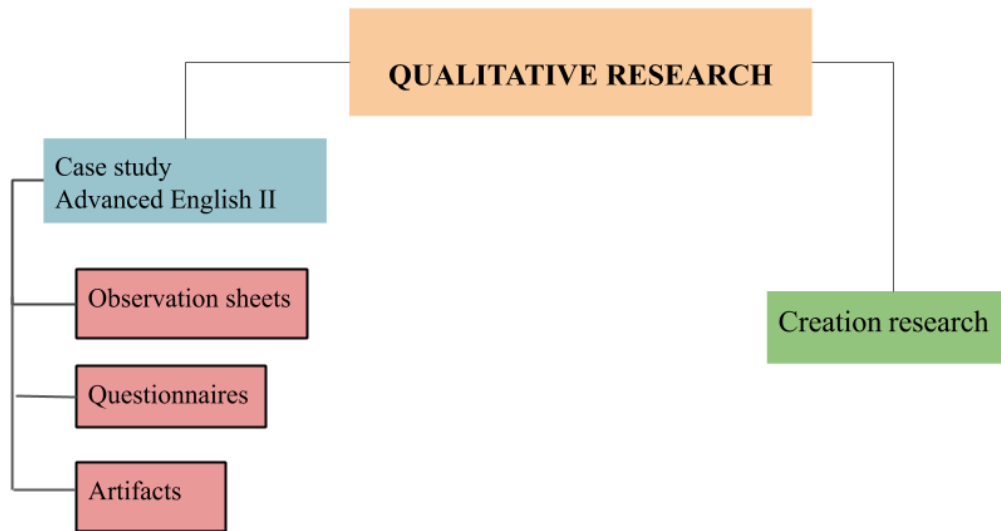 QUALITATIVE RESEARCH
Case study
Advanced English II
Observation sheets
Questionnaires
Artifacts
Creation research